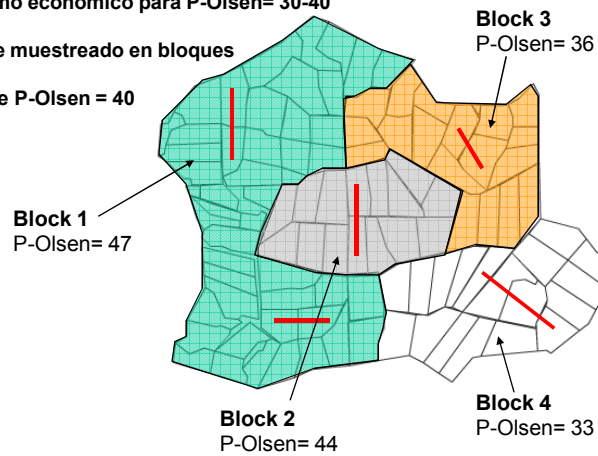 mo económico para P-Olsen= 30-40
e muestreado en bloques
e P-Olsen = 40
Block 3
P-Olsen= 36
Block 1
P-Olsen= 47
Block 2
P-Olsen= 44
Block 4
P-Olsen= 33